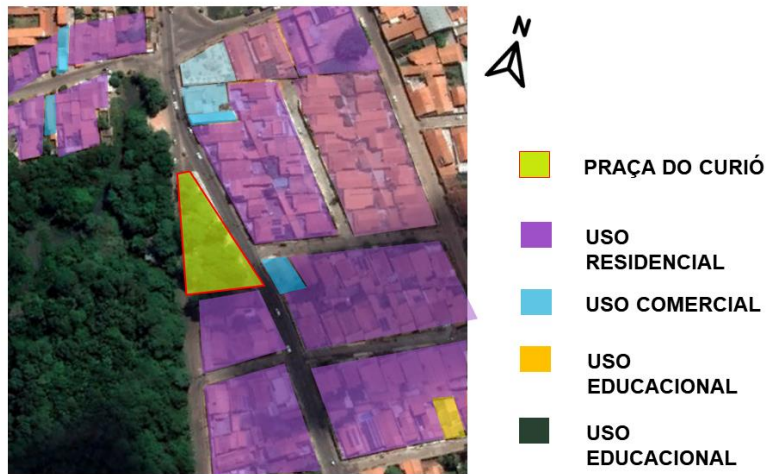 N
PRAÇA DO CURIÓ
USO
RESIDENCIAL
USO COMERCIAL
USO
EDUCACIONAL
USO
EDUCACIONAL